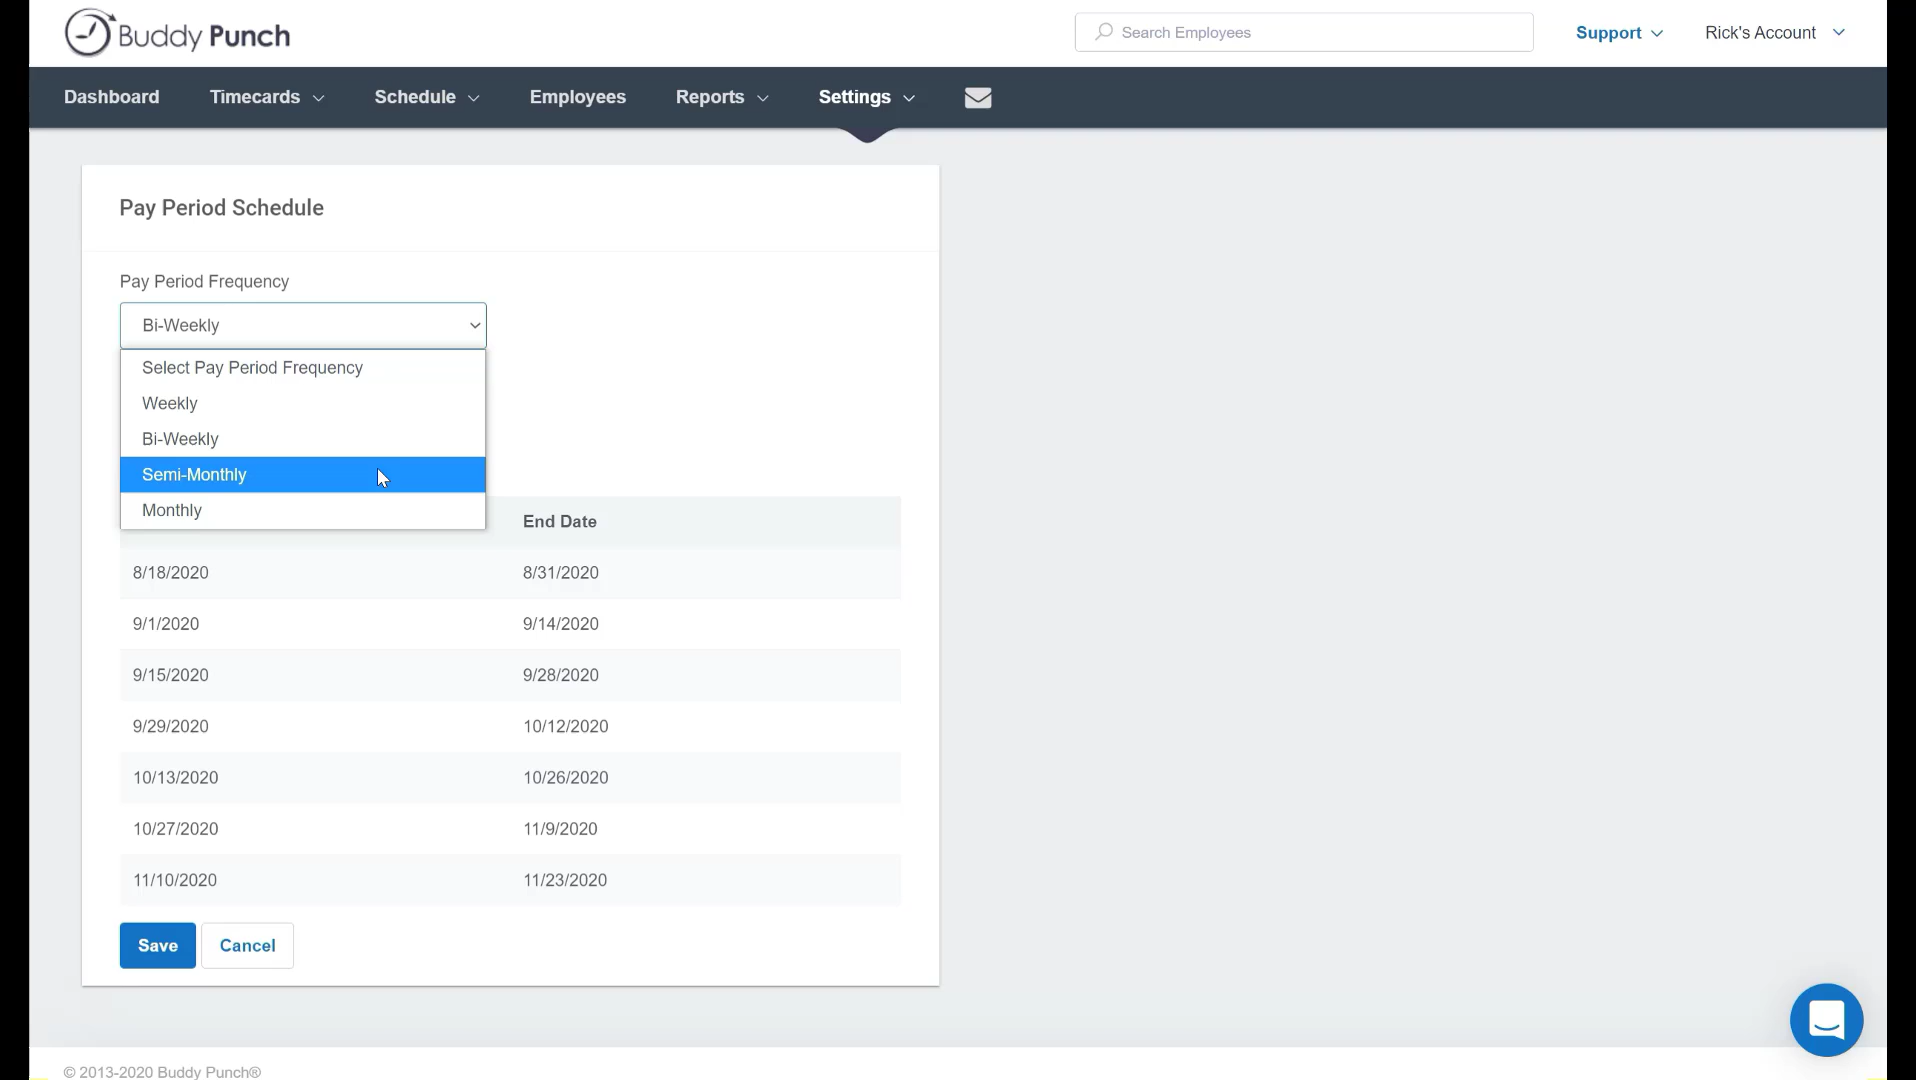 Buddy Punch
Search Employees
Support
Rick's Account
Dashboard
Timecards
Schedule
Employees
Reports
Settings
Pay Period Schedule
Pay Period Frequency
Bi-Weekly
Select Pay Period Frequency
Weekly
Bi-Weekly
Semi-Monthly
Monthly
End Date
8/18/2020 8/31/2020
9/1/2020 9/14/2020
9/15/2020 9/28/2020
9/29/2020 10/12/2020
10/13/2020 10/26/2020
10/27/2020 11/9/2020
11/10/2020 11/23/2020
Save Cancel
© 2013-2020 Buddy Punch®